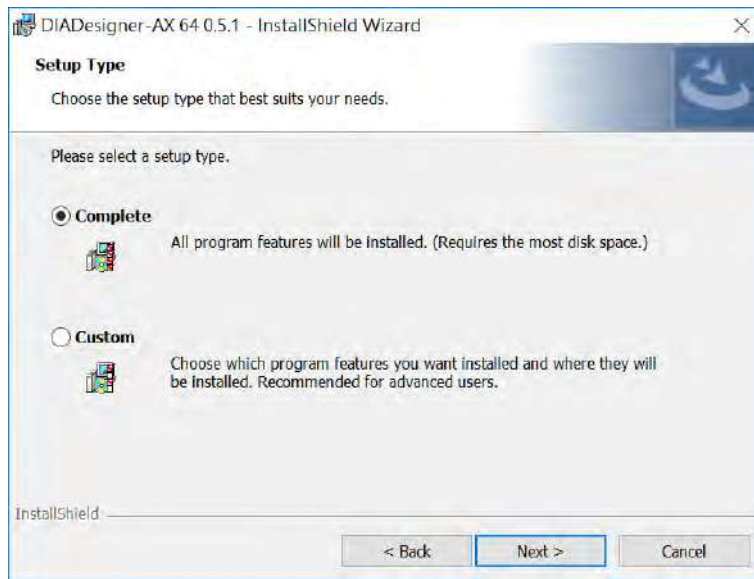 DIADesigner-AX 64 0.5.1 - InstallShield Wizard
Setup Type
Choose the setup type that best suits your needs.
Please select a setup type.
Complete
All program features will be installed. (Requires the most disk space.)
Custom
Choose which program features you want installed and where they will
be installed. Recommended for advanced users.
InstallShield
< Back Next > Cancel